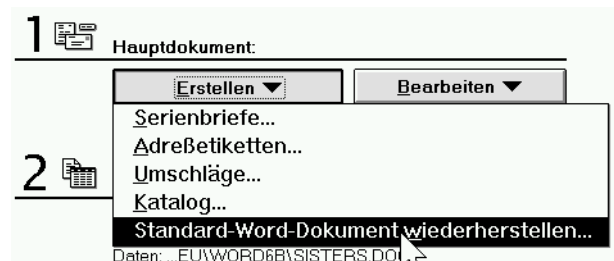 1 Hauptdokument:
Erstellen Bearbeiten
Serienbriefe...
Adreßetiketten...
2 Umschläge...
Katalog...
Standard-Word-Dokument wiederherstellen...
Daten: ...EU\WORD6B\SISTERS.DOC